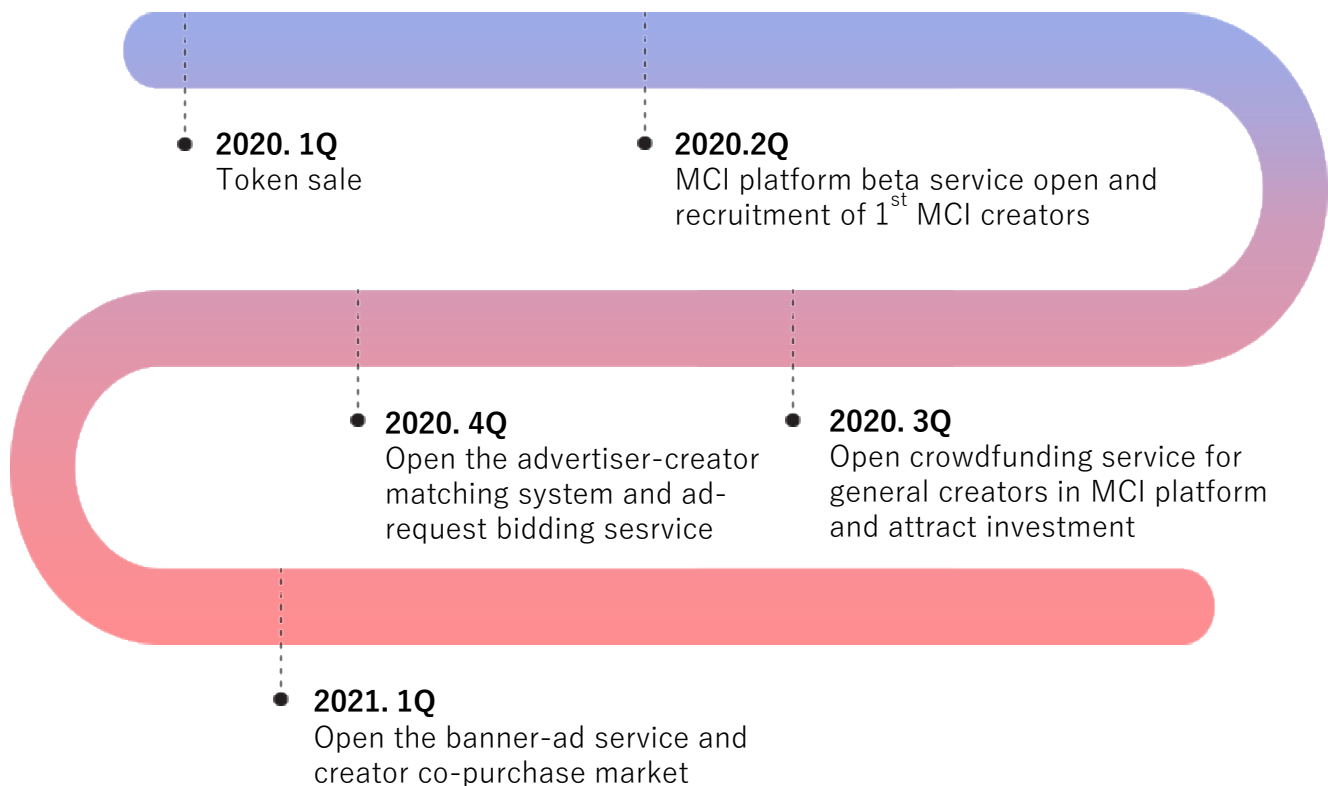 2020. 1Q
Token sale
2020.2Q
MCI platform beta service open and
recruitment of 1st MCI creators
2020. 4Q
Open the advertiser-creator
matching system and ad-
request bidding sesrvice
2020. 3Q
Open crowdfunding service for
general creators in MCI platform
and attract investment
2021. 1Q
Open the banner-ad service and
creator co-purchase market